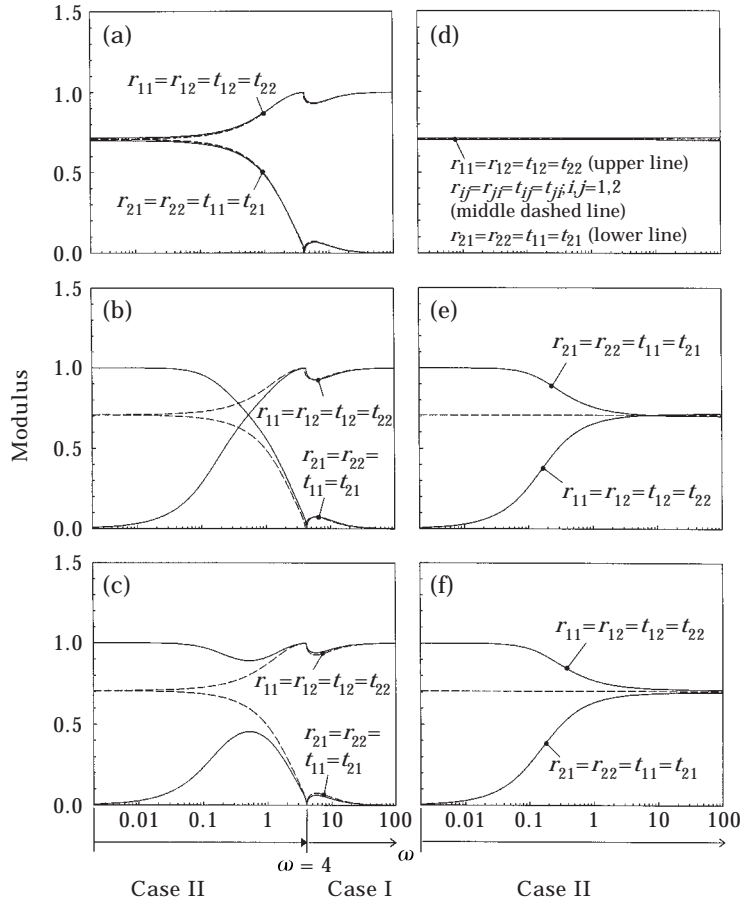 Modulus
1.5
1.0
0.5
0.0
(a)
r11=r12=t12=t22
r21=r22=t11=t21
(d)
r11=r12=t12=t22 (upper line)
rij=rji=tij=tji,i,j=1,2
(middle dashed line)
r21=r22=t11=t21 (lower line)
1.5
1.0
0.5
0.0
(b)
r11=r12=t12=t22
r21=r22=
t11=t21
(e)
r21=r22=t11=t21
r11=r12=t12=t22
1.5
1.0
0.5
0.0
(c)
r11=r12=t12=t22
r21=r22=
t11=t21
(f)
r11=r12=t12=t22
r21=r22=t11=t21
0.01 0.1 1 10 100
0.01 0.1 1 10 100
ω = 4
ω
Case II Case I Case II